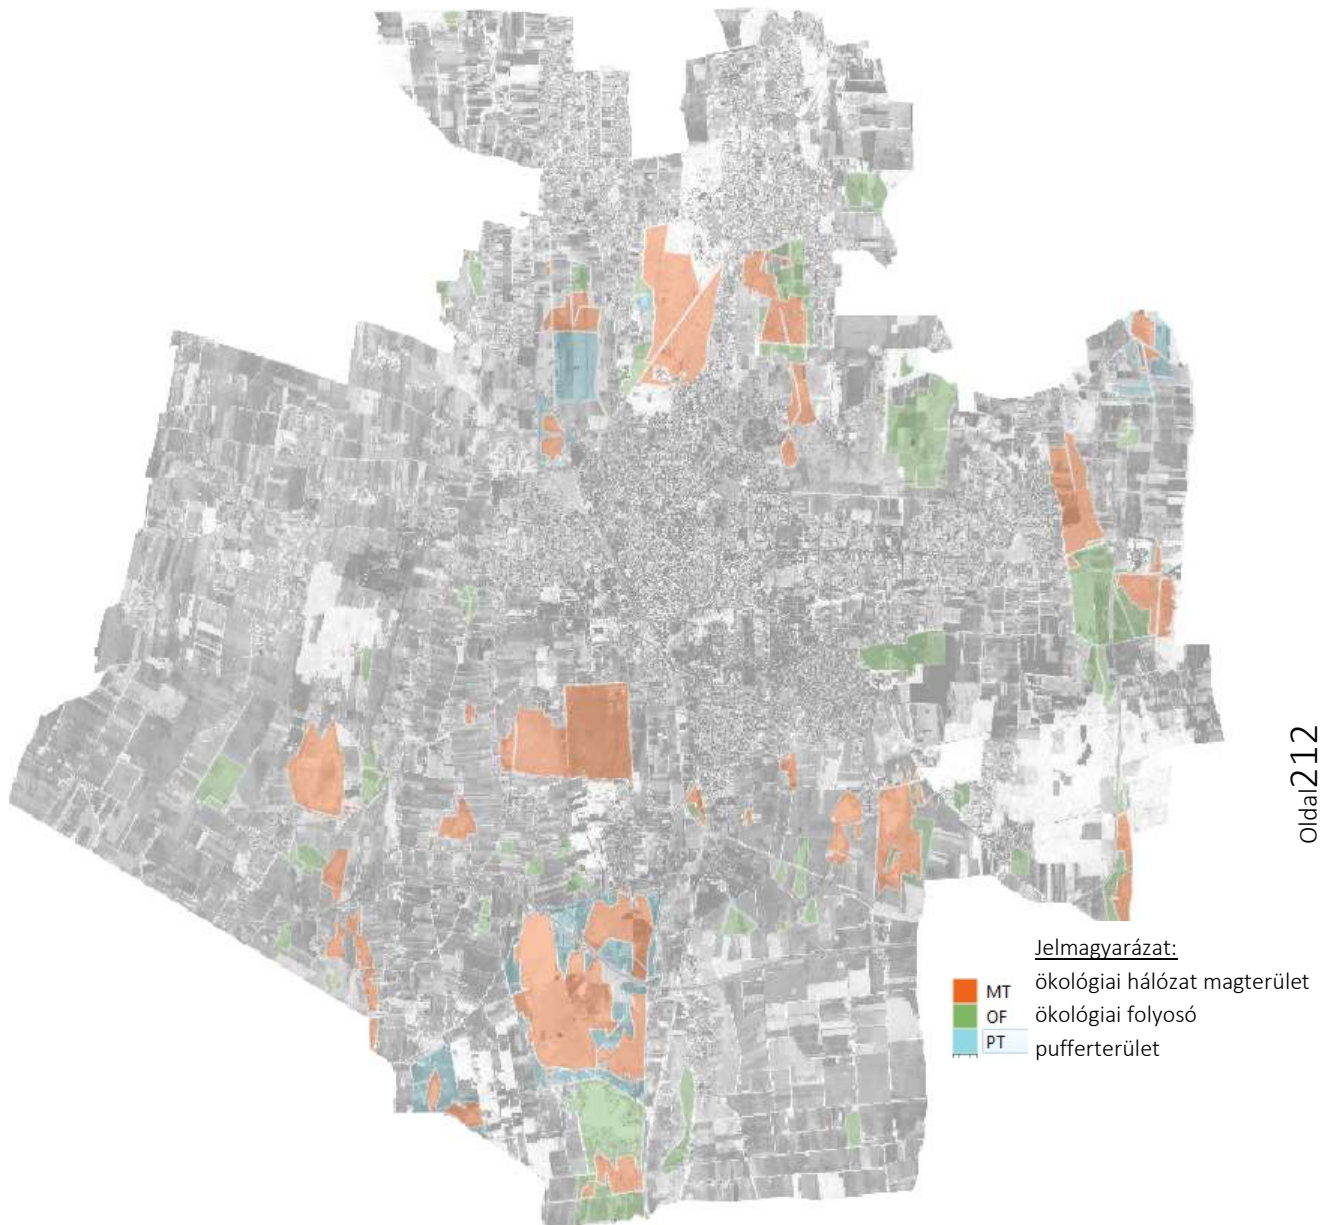 Oldal212
Jelmagyarázat:
MT ökológiai hálózat magterület
OF ökológiai folyosó
PT pufferterület